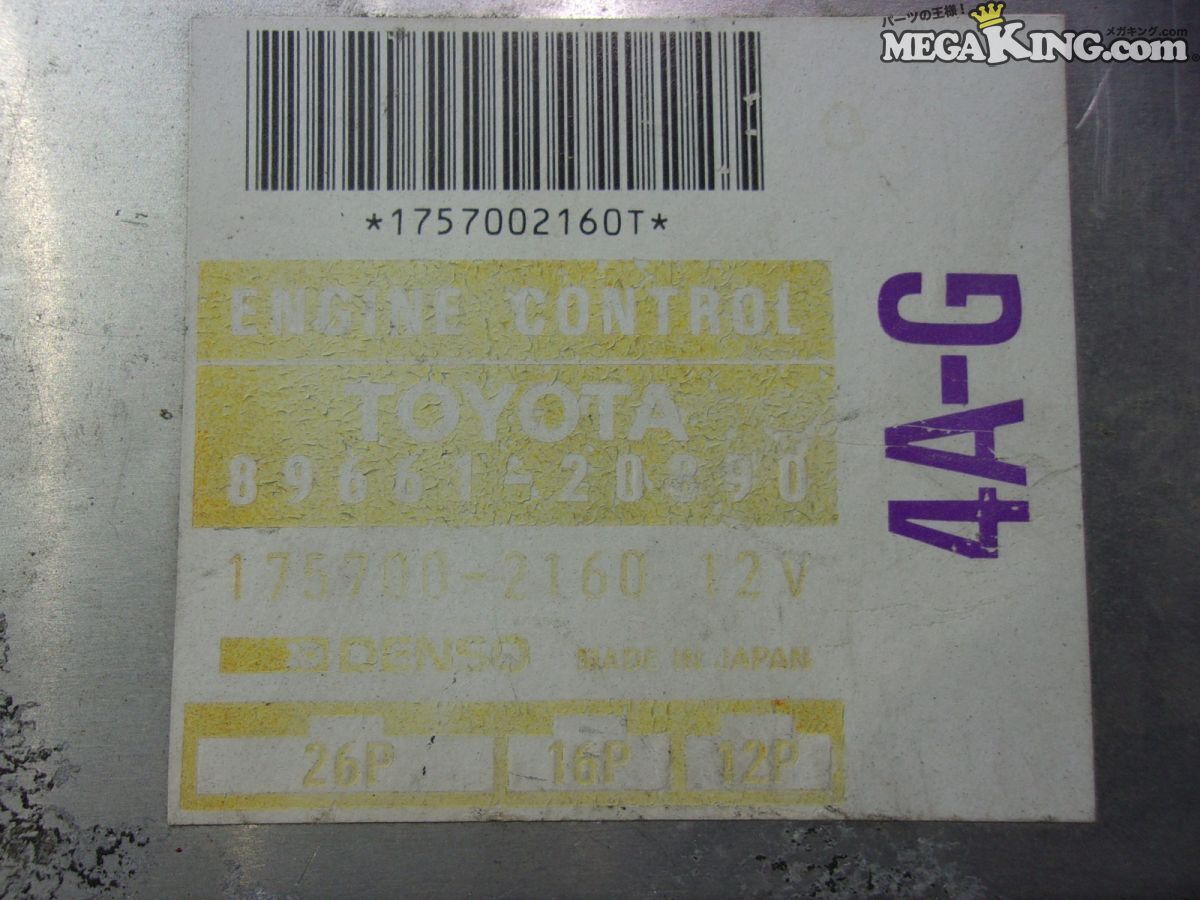 パーツの王様！
メガキング.com
MEGAKING.com®
*1757002160T*
ENGINE CONTROL
TOYOTA
89661-20390
175700-2160 12V
DENSO MADE IN JAPAN
26P 16P 12P
4A-G